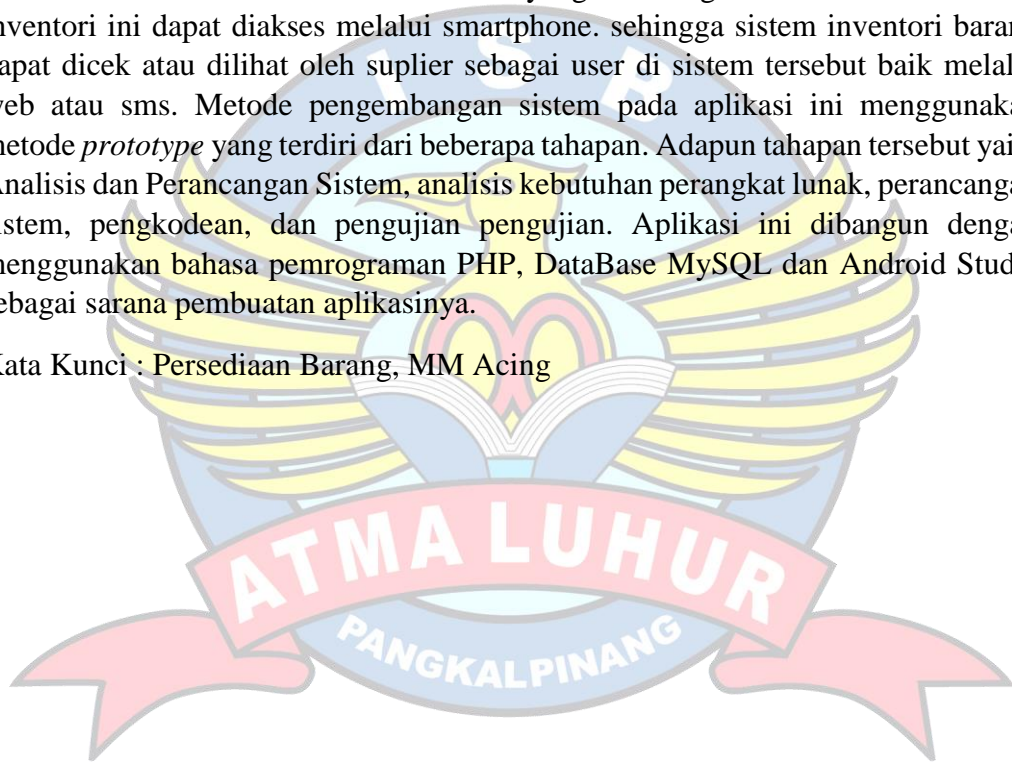 nventori ini dapat diakses melalui smartphone. sehingga sistem inventori baran
apat dicek atau dilihat oleh suplier sebagai user di sistem tersebut baik melal
web atau sms. Metode pengembangan sistem pada aplikasi ini menggunaka
metode prototype yang terdiri dari beberapa tahapan. Adapun tahapan tersebut yai
Analisis dan Perancangan Sistem, analisis kebutuhan perangkat lunak, perancanga
istem, pengkodean, dan pengujian pengujian. Aplikasi ini dibangun denga
menggunakan bahasa pemrograman PHP, DataBase MySQL dan Android Stud
ebagai sarana pembuatan aplikasinya.
Kata Kunci : Persediaan Barang, MM Acing
I S B
ATMA LUHUR
PANGKALPINANG